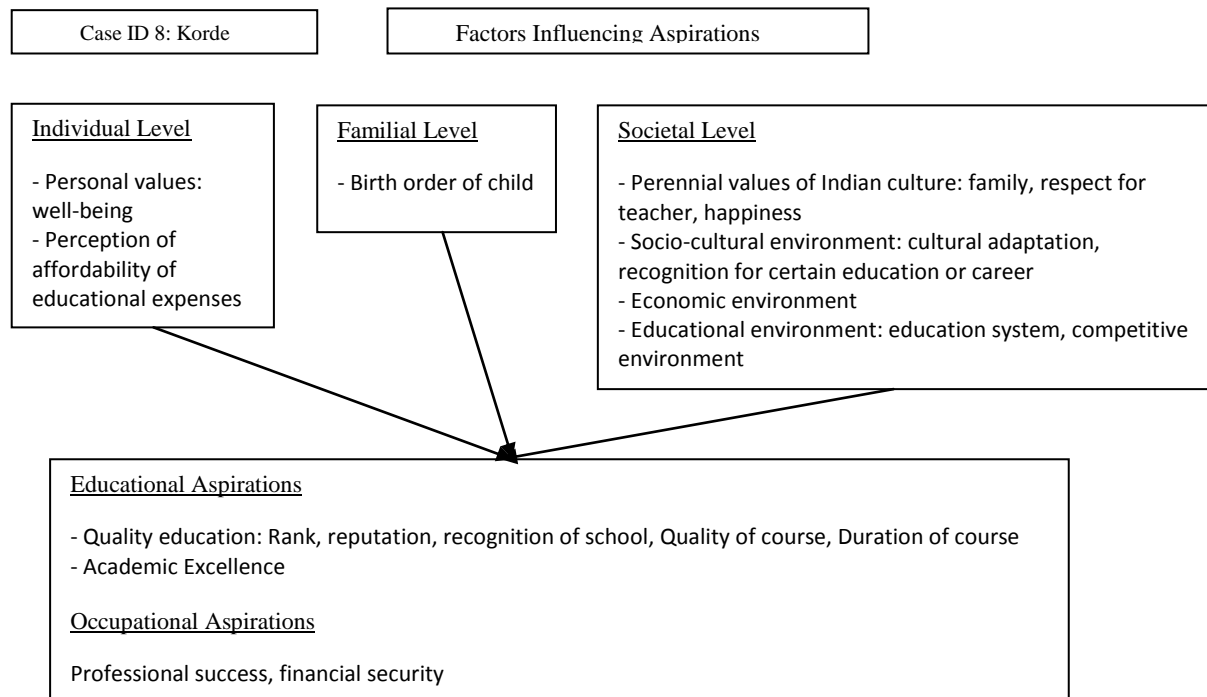 Case ID 8: Korde
Factors Influencing Aspirations
Individual Level
- Personal values:
well-being
- Perception of
affordability of
educational expenses
Familial Level
- Birth order of child
Societal Level
- Perennial values of Indian culture: family, respect for
teacher, happiness
- Socio-cultural environment: cultural adaptation,
recognition for certain education or career
- Economic environment
- Educational environment: education system, competitive
environment
Educational Aspirations
- Quality education: Rank, reputation, recognition of school, Quality of course, Duration of course
- Academic Excellence
Occupational Aspirations
Professional success, financial security